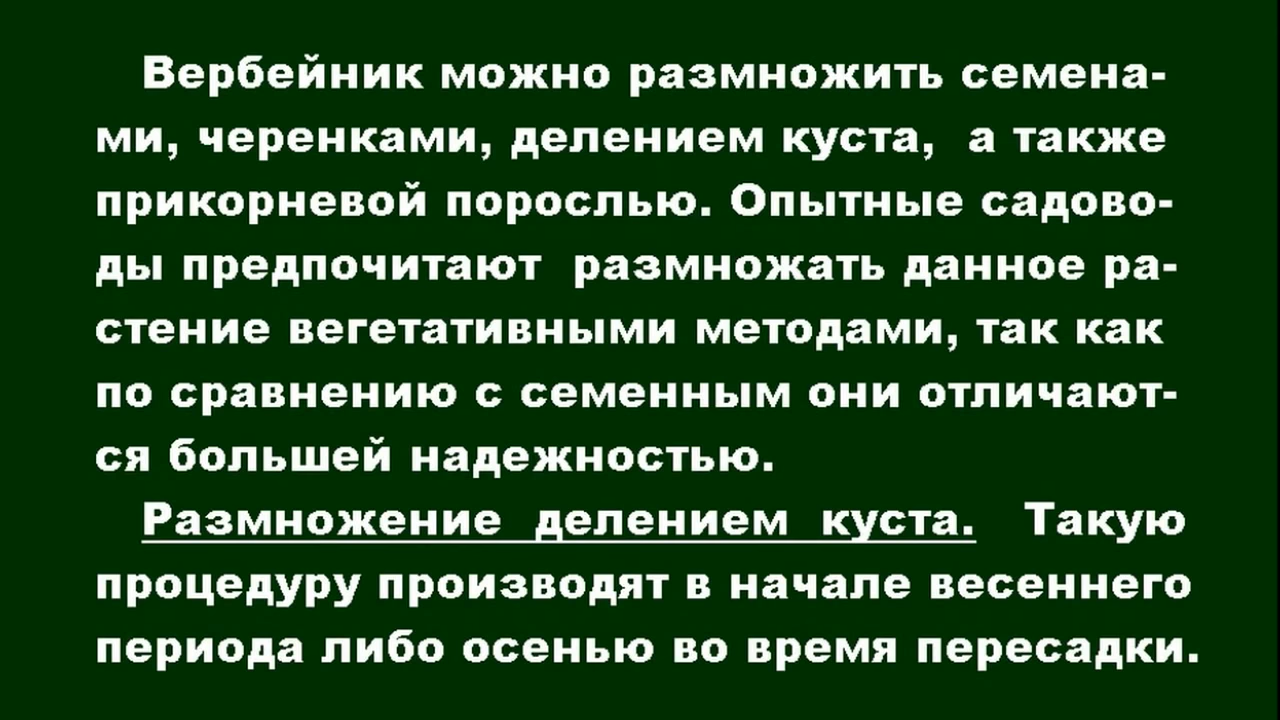 Вербейник можно размножить семена-
ми, черенками, делением куста, а также
прикорневой порослью. Опытные садово-
ды предпочитают размножать данное ра-
стение вегетативными методами, так как
по сравнению с семенным они отличают-
ся большей надежностью.
Размножение делением куста. Такую
процедуру производят в начале весеннего
периода либо осенью во время пересадки.